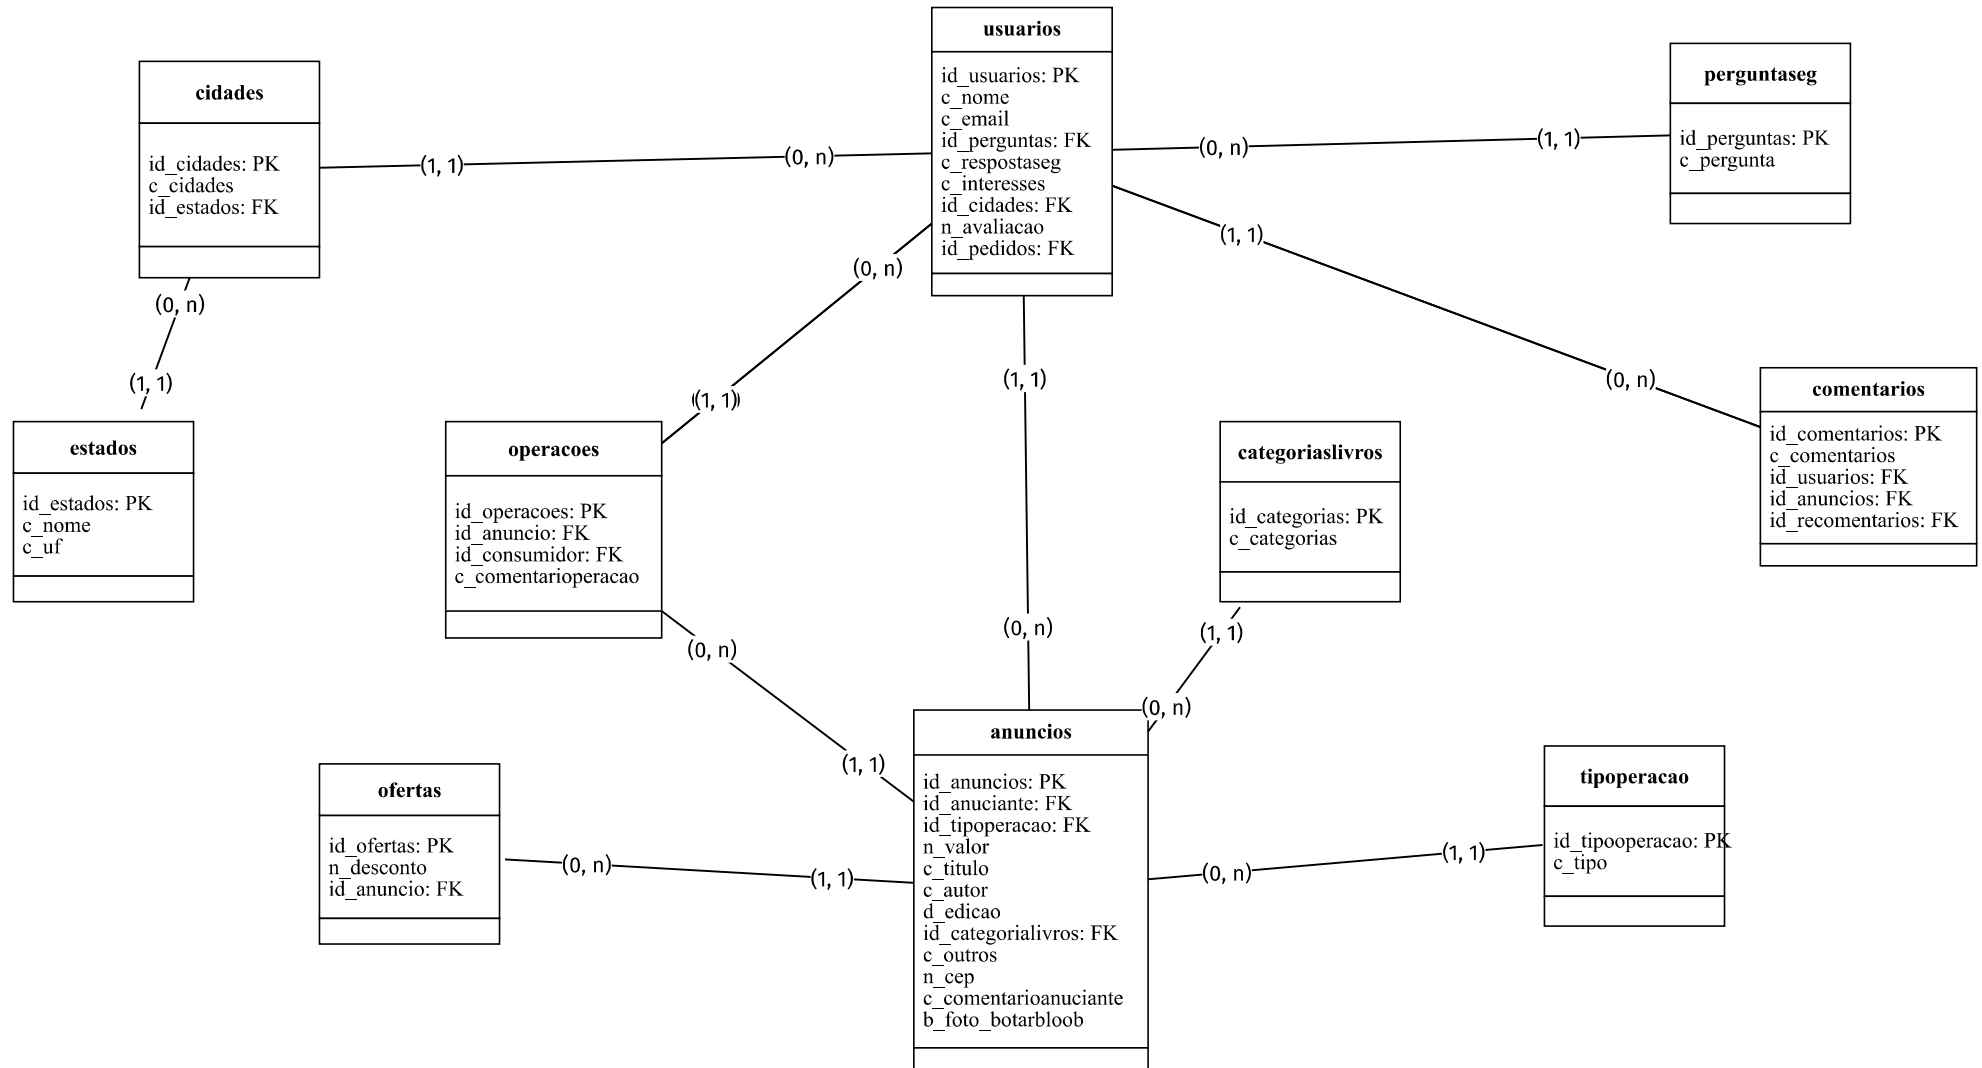 usuarios
id_usuarios: PK
c_nome
c_email
id_perguntas: FK
c_respostaseg
c_interesses
id_cidades: FK
n_avaliacao
id_pedidos: FK
cidades
id_cidades: PK
c_cidades
id_estados: FK
perguntaseg
id_perguntas: PK
c_pergunta
(1, 1)
(0, n)
(0, n)
(1, 1)
(0, n)
(1, 1)
(0, n)
(1, 1)
(1, 1)
(1, 1)
(0, n)
(1, 1)
comentarios
id_comentarios: PK
c_comentarios
id_usuarios: FK
id_anuncios: FK
id_recomentarios: FK
estados
id_estados: PK
c_nome
c_uf
operacoes
id_operacoes: PK
id_anuncio: FK
id_consumidor: FK
c_comentarioperacao
categoriaslivros
id_categorias: PK
c_categorias
(0, n)
(1, 1)
(0, n)
(0, n)
(1, 1)
anuncios
id_anuncios: PK
id_anuciante: FK
id_tipoperacao: FK
n_valor
c_titulo
c_autor
d_edicao
id_categorialivros: FK
c_outros
n_cep
c_comentarioanuciante
b_foto_botarbloob
ofertas
id_ofertas: PK
n_desconto
id_anuncio: FK
tipoperacao
id_tipooperacao: PK
c_tipo
(0, n)
(1, 1)
(0, n)
(1, 1)